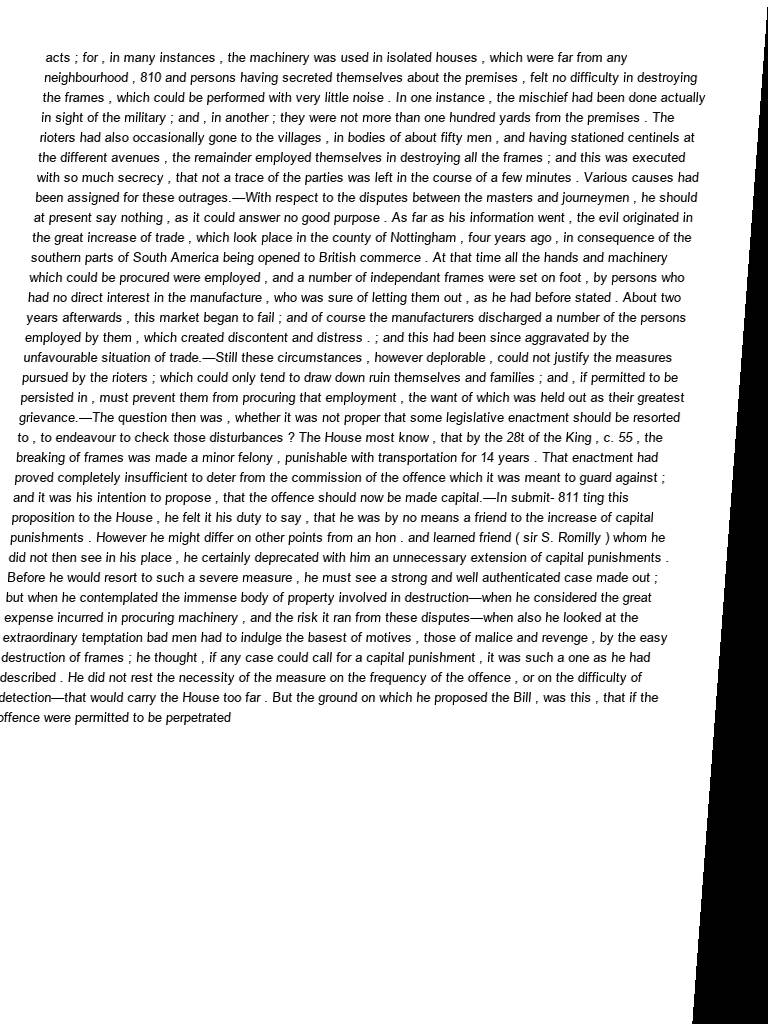 acts ; for , in many instances , the machinery was used in isolated houses , which were far from any
neighbourhood , 810 and persons having secreted themselves about the premises , felt no difficulty in destroying
the frames , which could be performed with very little noise . In one instance , the mischief had been done actually
in sight of the military ; and , in another ; they were not more than one hundred yards from the premises . The
rioters had also occasionally gone to the villages , in bodies of about fifty men , and having stationed centinels at
the different avenues , the remainder employed themselves in destroying all the frames ; and this was executed
with so much secrecy , that not a trace of the parties was left in the course of a few minutes . Various causes had
been assigned for these outrages.—With respect to the disputes between the masters and journeymen , he should
at present say nothing , as it could answer no good purpose . As far as his information went , the evil originated in
the great increase of trade , which look place in the county of Nottingham , four years ago , in consequence of the
southern parts of South America being opened to British commerce . At that time all the hands and machinery
which could be procured were employed , and a number of independant frames were set on foot , by persons who
had no direct interest in the manufacture , who was sure of letting them out , as he had before stated . About two
years afterwards , this market began to fail ; and of course the manufacturers discharged a number of the persons
employed by them , which created discontent and distress . ; and this had been since aggravated by the
unfavourable situation of trade.—Still these circumstances , however deplorable , could not justify the measures
pursued by the rioters ; which could only tend to draw down ruin themselves and families ; and , if permitted to be
persisted in , must prevent them from procuring that employment , the want of which was held out as their greatest
grievance.—The question then was , whether it was not proper that some legislative enactment should be resorted
to , to endeavour to check those disturbances ? The House most know , that by the 28t of the King , c. 55 , the
breaking of frames was made a minor felony , punishable with transportation for 14 years . That enactment had
proved completely insufficient to deter from the commission of the offence which it was meant to guard against ;
and it was his intention to propose , that the offence should now be made capital.—In submit- 811 ting this
proposition to the House , he felt it his duty to say , that he was by no means a friend to the increase of capital
punishments . However he might differ on other points from an hon . and learned friend ( sir S. Romilly ) whom he
did not then see in his place , he certainly deprecated with him an unnecessary extension of capital punishments .
Before he would resort to such a severe measure , he must see a strong and well authenticated case made out ;
but when he contemplated the immense body of property involved in destruction—when he considered the great
expense incurred in procuring machinery , and the risk it ran from these disputes—when also he looked at the
extraordinary temptation bad men had to indulge the basest of motives , those of malice and revenge , by the easy
destruction of frames ; he thought , if any case could call for a capital punishment , it was such a one as he had
described . He did not rest the necessity of the measure on the frequency of the offence , or on the difficulty of
detection—that would carry the House too far . But the ground on which he proposed the Bill , was this , that if the
offence were permitted to be perpetrated